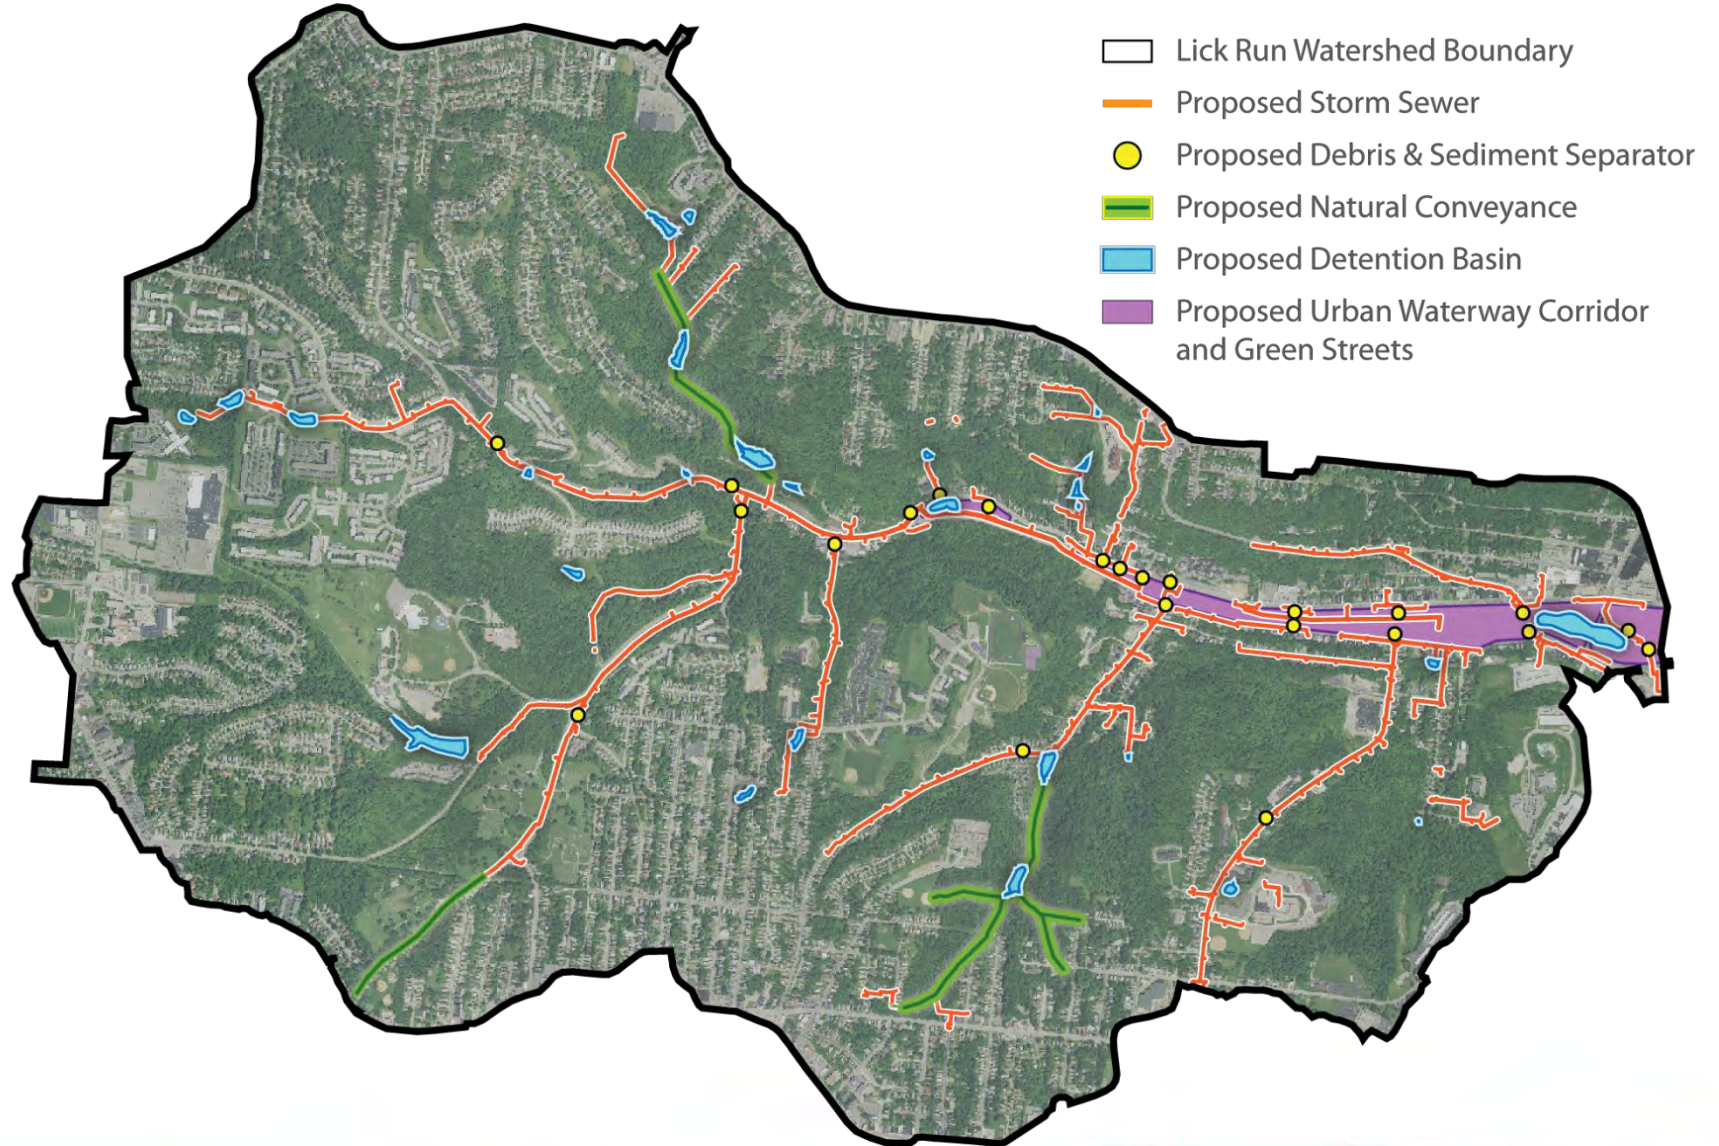 Lick Run Watershed Boundary
Proposed Storm Sewer
Proposed Debris & Sediment Separator
Proposed Natural Conveyance
Proposed Detention Basin
Proposed Urban Waterway Corridor
and Green Streets